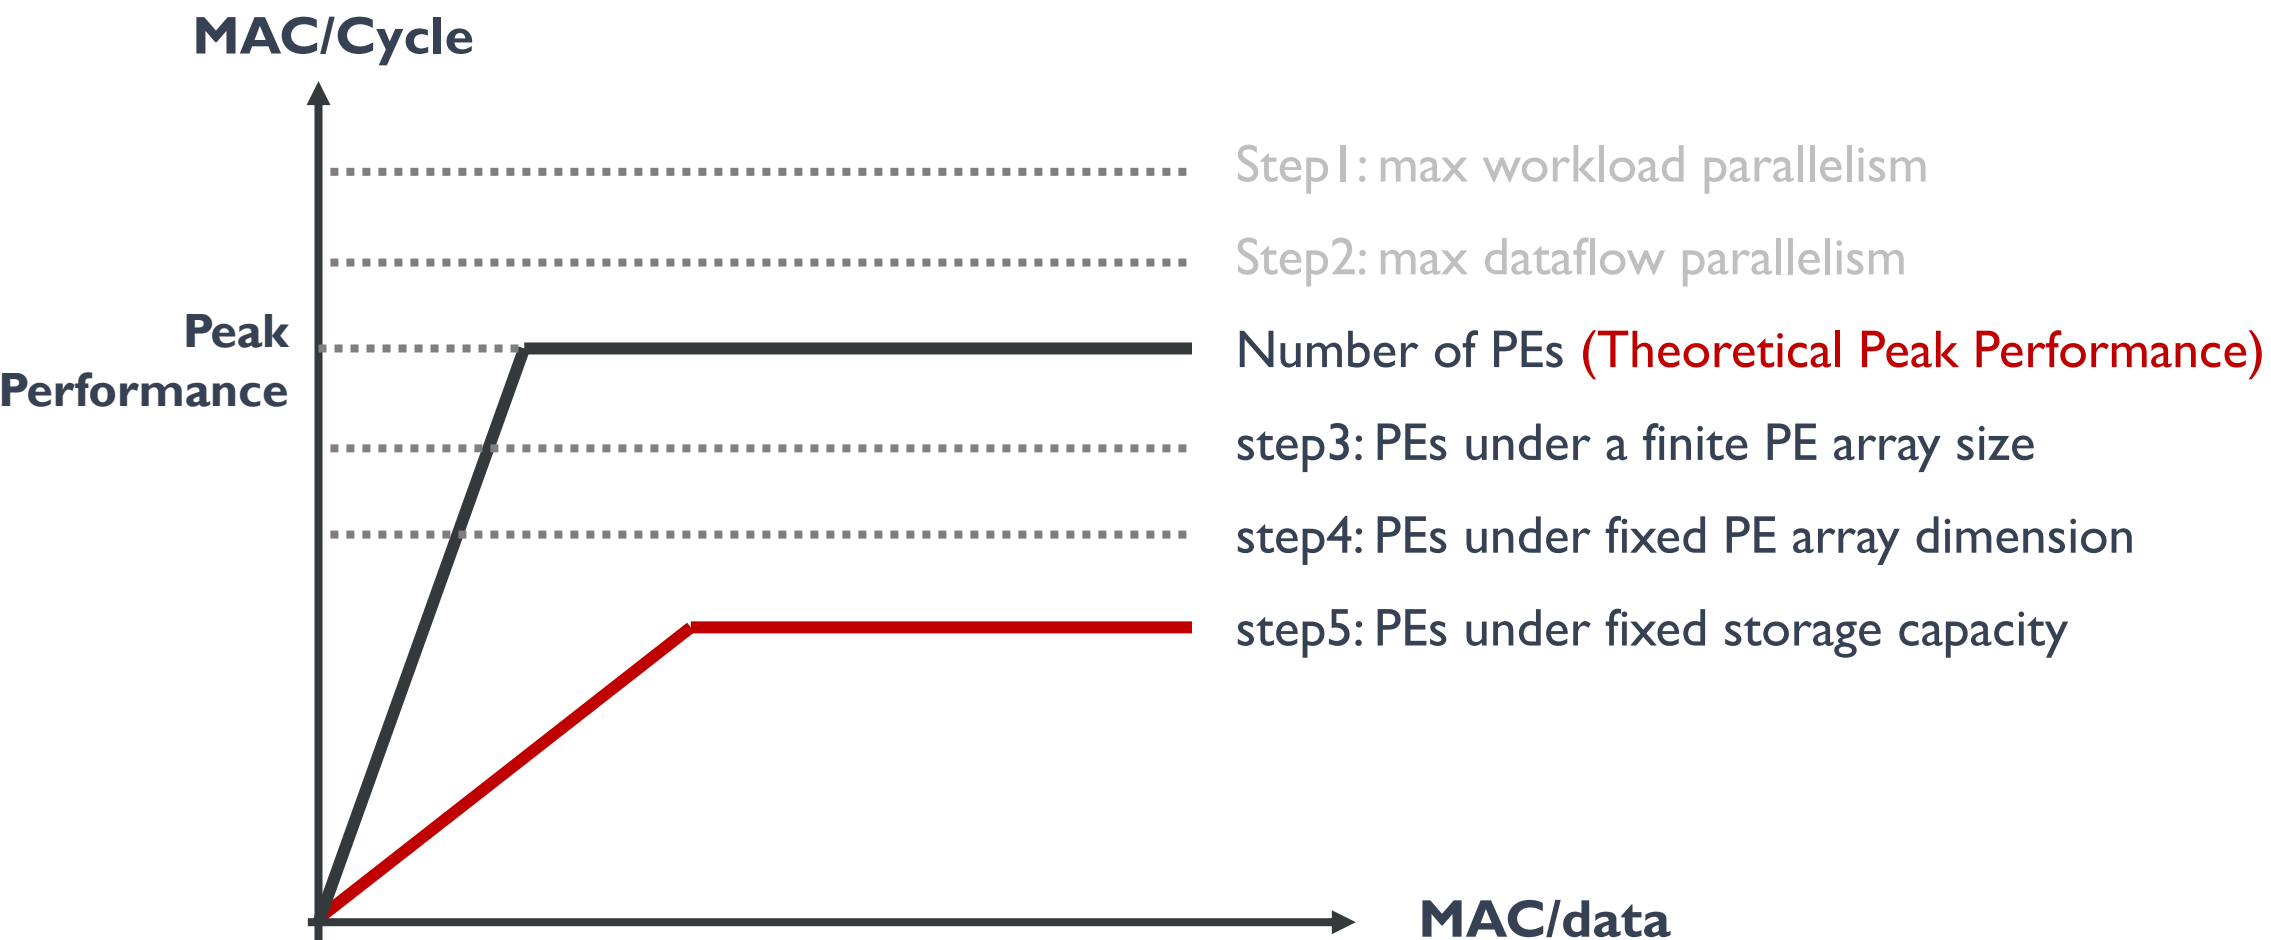 MAC/Cycle
Step1: max workload parallelism
Step2: max dataflow parallelism
Peak
Performance
Number of PEs (Theoretical Peak Performance)
step3: PEs under a finite PE array size
step4: PEs under fixed PE array dimension
step5: PEs under fixed storage capacity
MAC/data